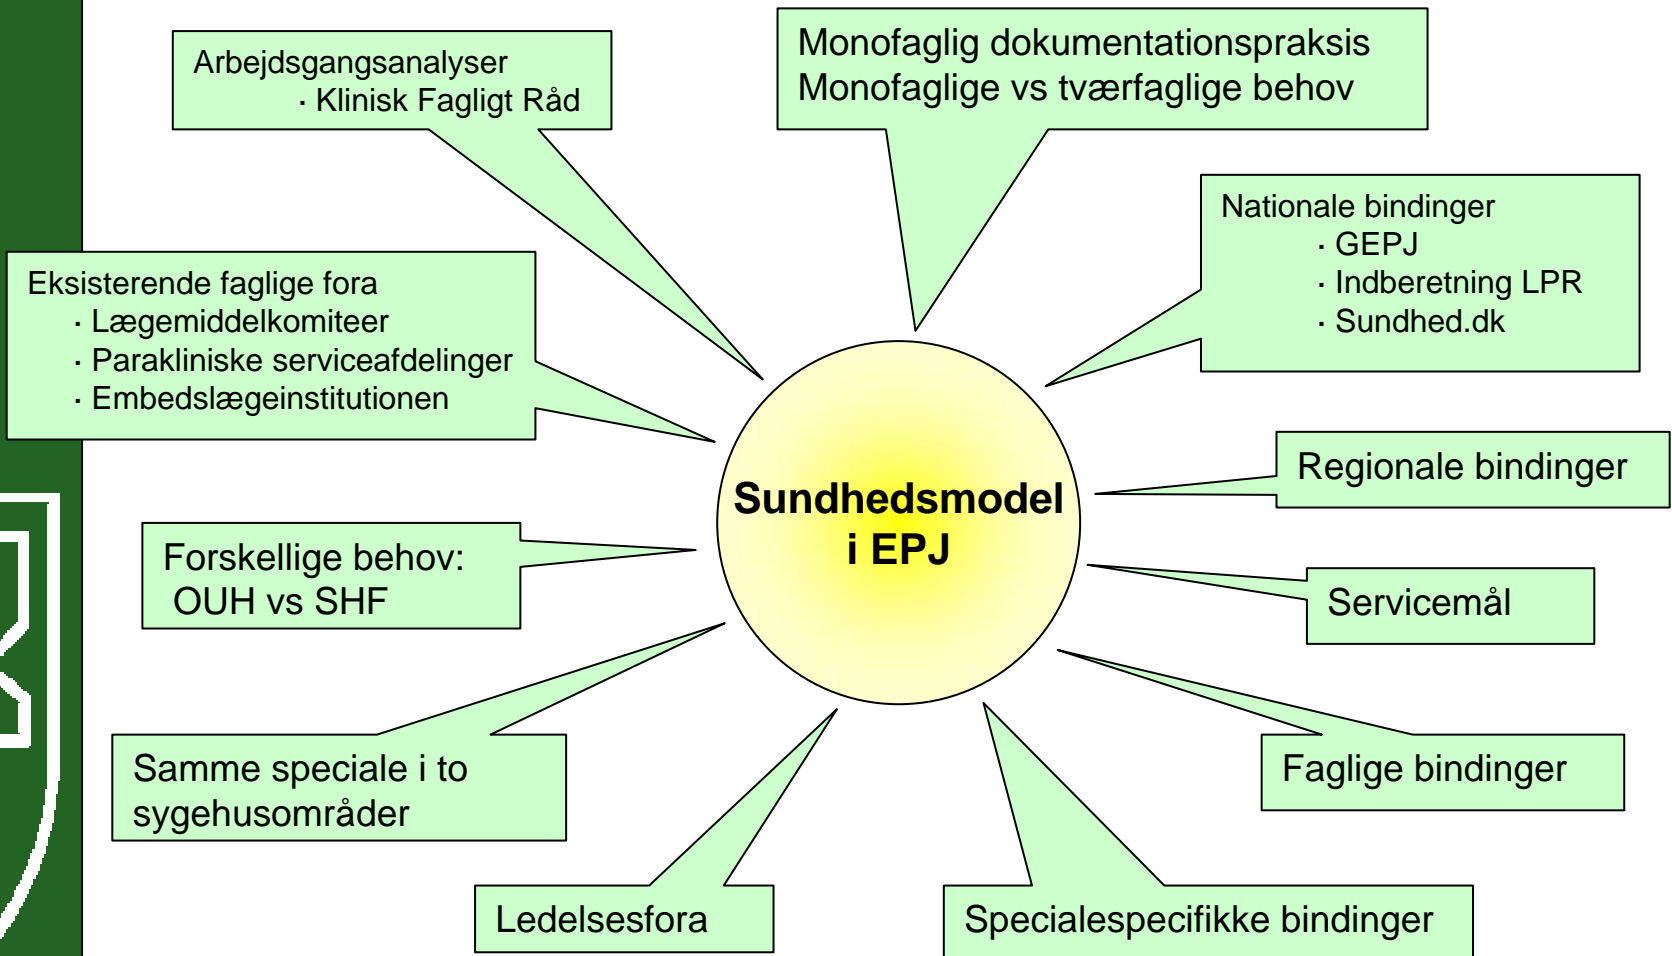 Arbejdsgangsanalyser
· Klinisk Fagligt Råd
Monofaglig dokumentationspraksis
Monofaglige vs tværfaglige behov
Nationale bindinger
· GEPJ
· Indberetning LPR
· Sundhed.dk
Eksisterende faglige fora
· Lægemiddelkomiteer
· Parakliniske serviceafdelinger
· Embedslægeinstitutionen
Regionale bindinger
Sundhedsmodel
i EPJ
Forskellige behov:
OUH vs SHF
Servicemål
Samme speciale i to
sygehusområder
Faglige bindinger
Ledelsesfora
Specialespecifikke bindinger